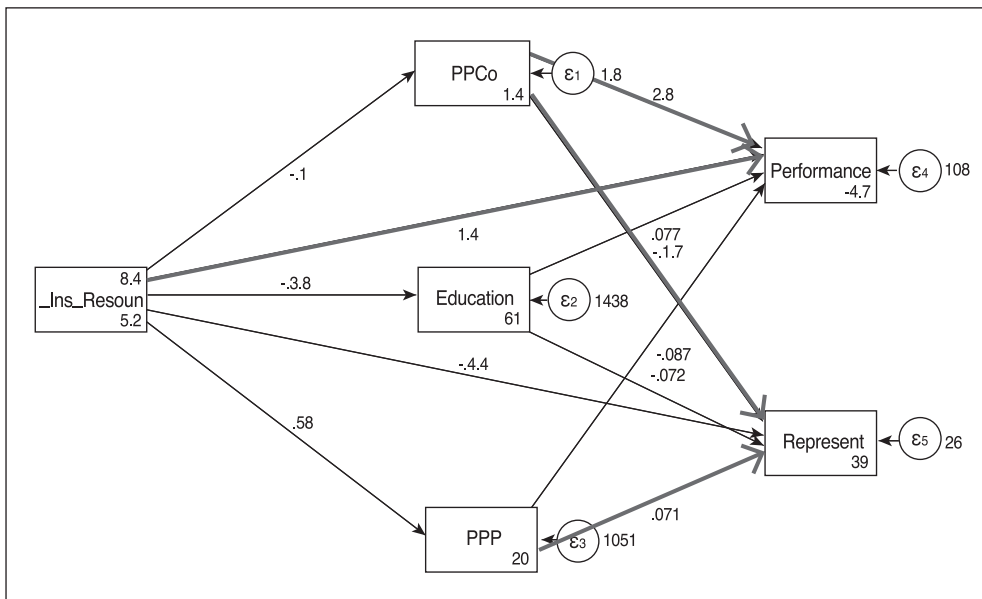 PPCo
1.4
ε1
1.8
2.8
Performance
-4.7
ε4
108
-.1
1.4
.077
-.1.7
8.4
_Ins_Resoun
5.2
-.3.8
Education
61
ε2
1438
-.087
-.072
-.4.4
.58
Represent
39
ε5
26
PPP
20
ε3
1051
.071